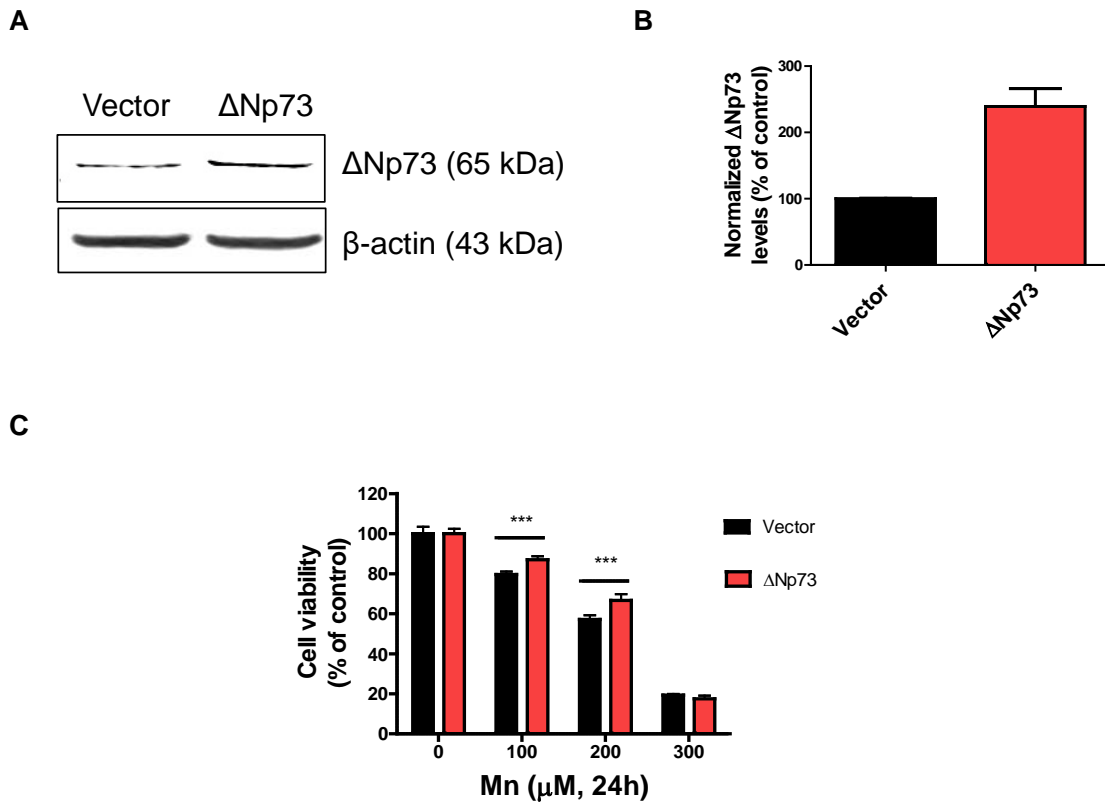 A
Vector ΔNp73
ΔNp73 (65 kDa)
β-actin (43 kDa)
B
Normalized ΔNp73
levels (% of control)
300
200
100
0
Vector
ΔNp73
C
Cell viability
(% of control)
120
100
80
60
40
20
0
***
***
0 100 200 300
Mn (μM, 24h)
Vector
ΔNp73